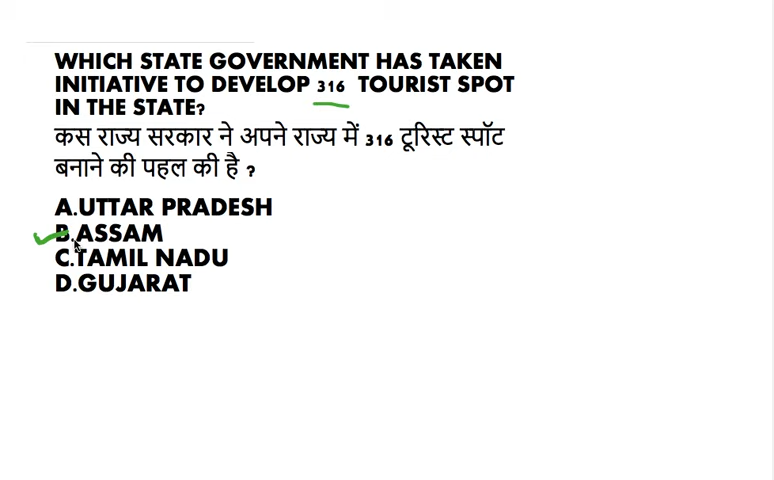 WHICH STATE GOVERNMENT HAS TAKEN
INITIATIVE TO DEVELOP 316 TOURIST SPOT
IN THE STATE?
कस राज्य सरकार ने अपने राज्य में 316 टूरिस्ट स्पॉट
बनाने की पहल की है ?
A.UTTAR PRADESH
B.ASSAM
C.TAMIL NADU
D.GUJARAT